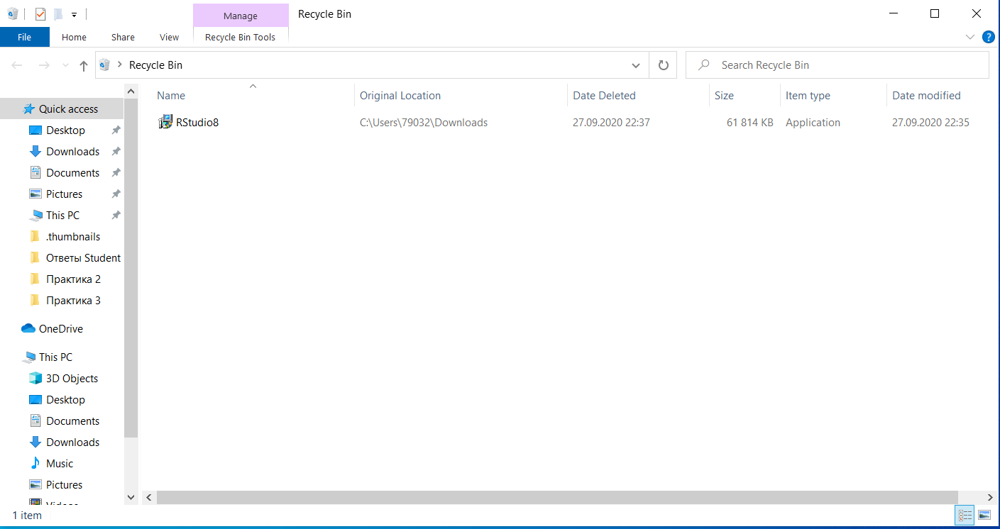 Manage
Recycle Bin
File
Home
Share
View
Recycle Bin Tools
?
Recycle Bin
Search Recycle Bin
Name
Original Location
Date Deleted
Size
Item type
Date modified
RStudio8
C:\Users\79032\Downloads
27.09.2020 22:37
61 814 KB
Application
27.09.2020 22:35
Quick access
Desktop
Downloads
Documents
Pictures
This PC
.thumbnails
Ответы Student
Практика 2
Практика 3
OneDrive
This PC
3D Objects
Desktop
Documents
Downloads
Music
Pictures
Videos
1 item